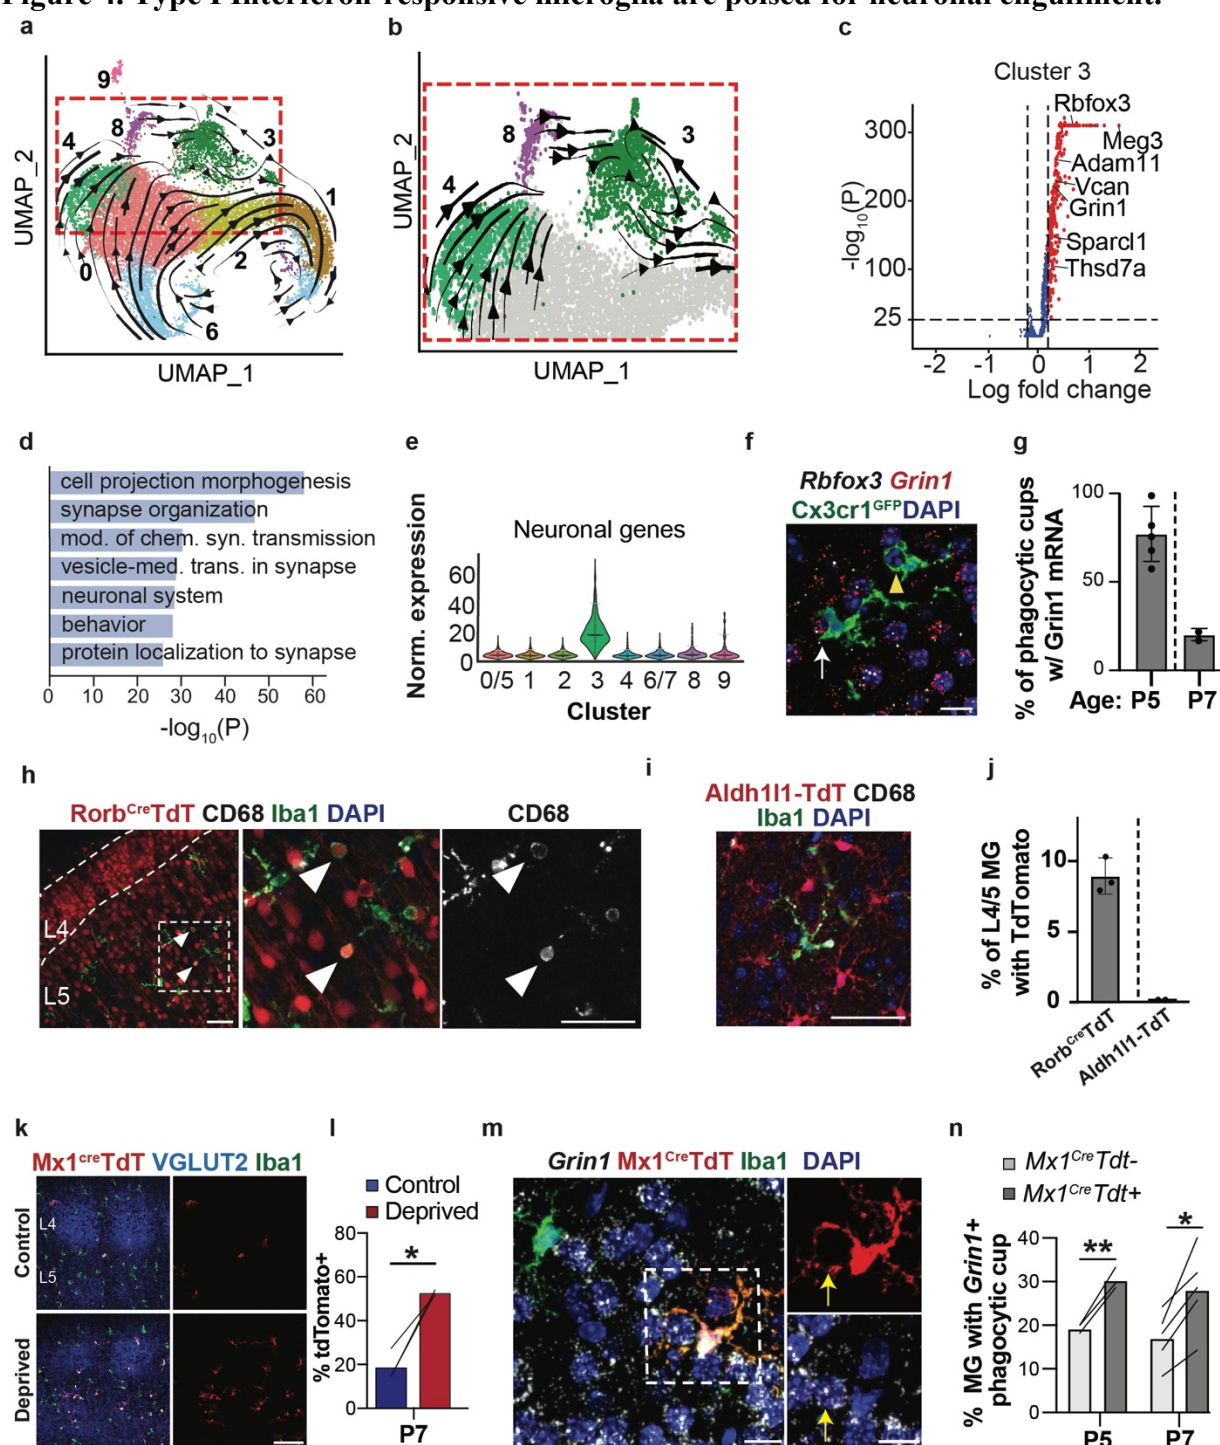 Figure 4. Type I Interferon-responsive microglia are poised for neuronal engulfment.
a
9
8
4
3
1
2
0
6
UMAP_2
UMAP_1
b
8
3
4
UMAP_2
UMAP_1
c
Cluster 3
Rbfox3
Meg3
Adam11
Vcan
Grin1
Sparcl1
Thsd7a
300
200
100
25
-log10(P)
-2 -1 0 1 2
Log fold change
d
cell projection morphogenesis
synapse organization
mod. of chem. syn. transmission
vesicle-med. trans. in synapse
neuronal system
behavior
protein localization to synapse
0 10 20 30 40 50 60
-log10(P)
e
Neuronal genes
Norm. expression
60
40
20
0
0/5 1 2 3 4 6/7 8 9
Cluster
f
Rbfox3 Grin1
Cx3cr1GFPDAPI
g
% of phagocytic cups
w/ Grin1 mRNA
100
50
0
Age: P5 P7
h
RorbCreTdT CD68 Iba1 DAPI
CD68
L4
L5
i
Aldh1l1-TdT CD68
Iba1 DAPI
j
% of L4/5 MG
with TdTomato
10
5
0
RorbCreTdT
Aldh1l1-TdT
k
Mx1creTdT VGLUT2 Iba1
Control
L4
L5
Deprived
l
Control
Deprived
% tdTomato+
80
60
40
20
0
*
P7
m
Grin1 Mx1CreTdT Iba1 DAPI
n
Mx1CreTdt-
Mx1CreTdt+
% MG with Grin1+
phagocytic cup
40
30
20
10
0
**
*
P5 P7